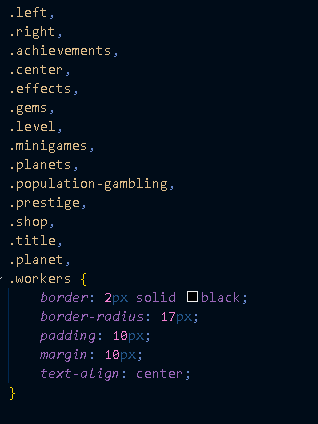 .left,
.right,
.achievements,
.center,
.effects,
.gems,
.level,
.minigames,
.planets,
.population-gambling,
.prestige,
.shop,
.title,
.planet,
.workers {
border: 2px solid black;
border-radius: 17px;
padding: 10px;
margin: 10px;
text-align: center;
}